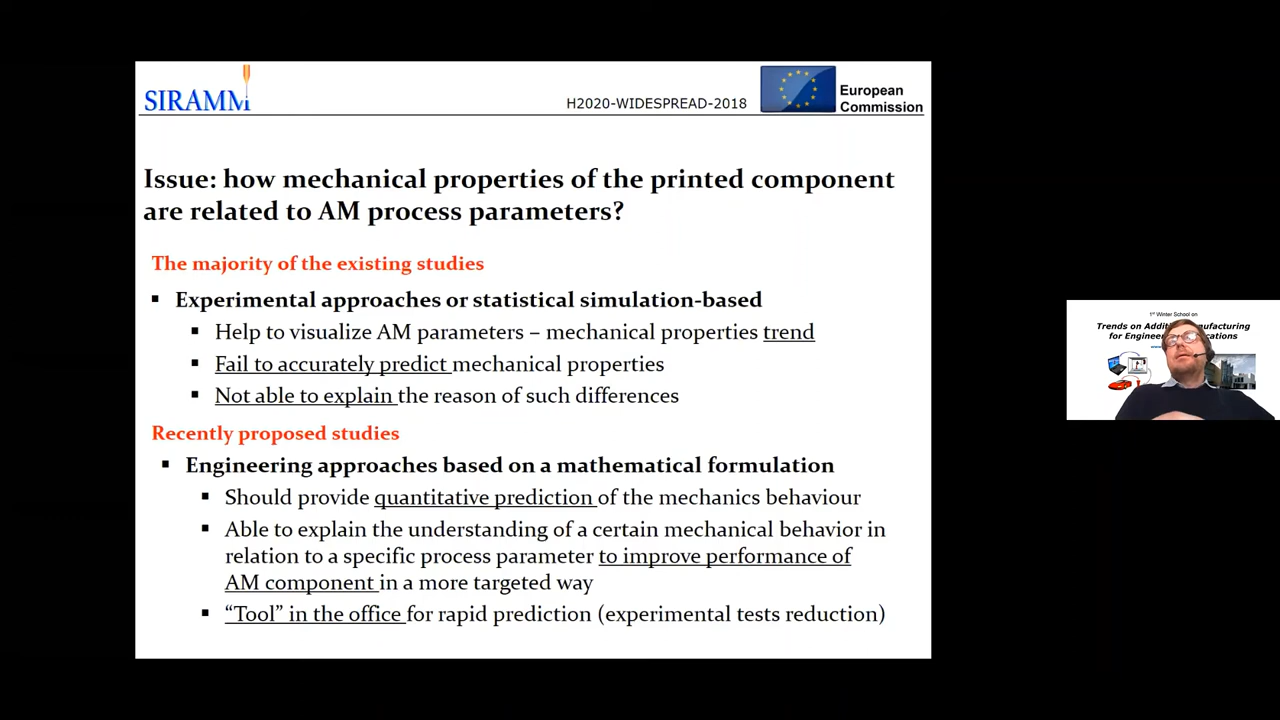 SIRAMM
H2020-WIDESPREAD-2018
European
Commission
Issue: how mechanical properties of the printed component
are related to AM process parameters?
The majority of the existing studies
▪ Experimental approaches or statistical simulation-based
▪ Help to visualize AM parameters – mechanical properties trend
▪ Fail to accurately predict mechanical properties
▪ Not able to explain the reason of such differences
Recently proposed studies
▪ Engineering approaches based on a mathematical formulation
▪ Should provide quantitative prediction of the mechanics behaviour
▪ Able to explain the understanding of a certain mechanical behavior in
relation to a specific process parameter to improve performance of
AM component in a more targeted way
▪ “Tool” in the office for rapid prediction (experimental tests reduction)
1st Winter School on
Trends on
for